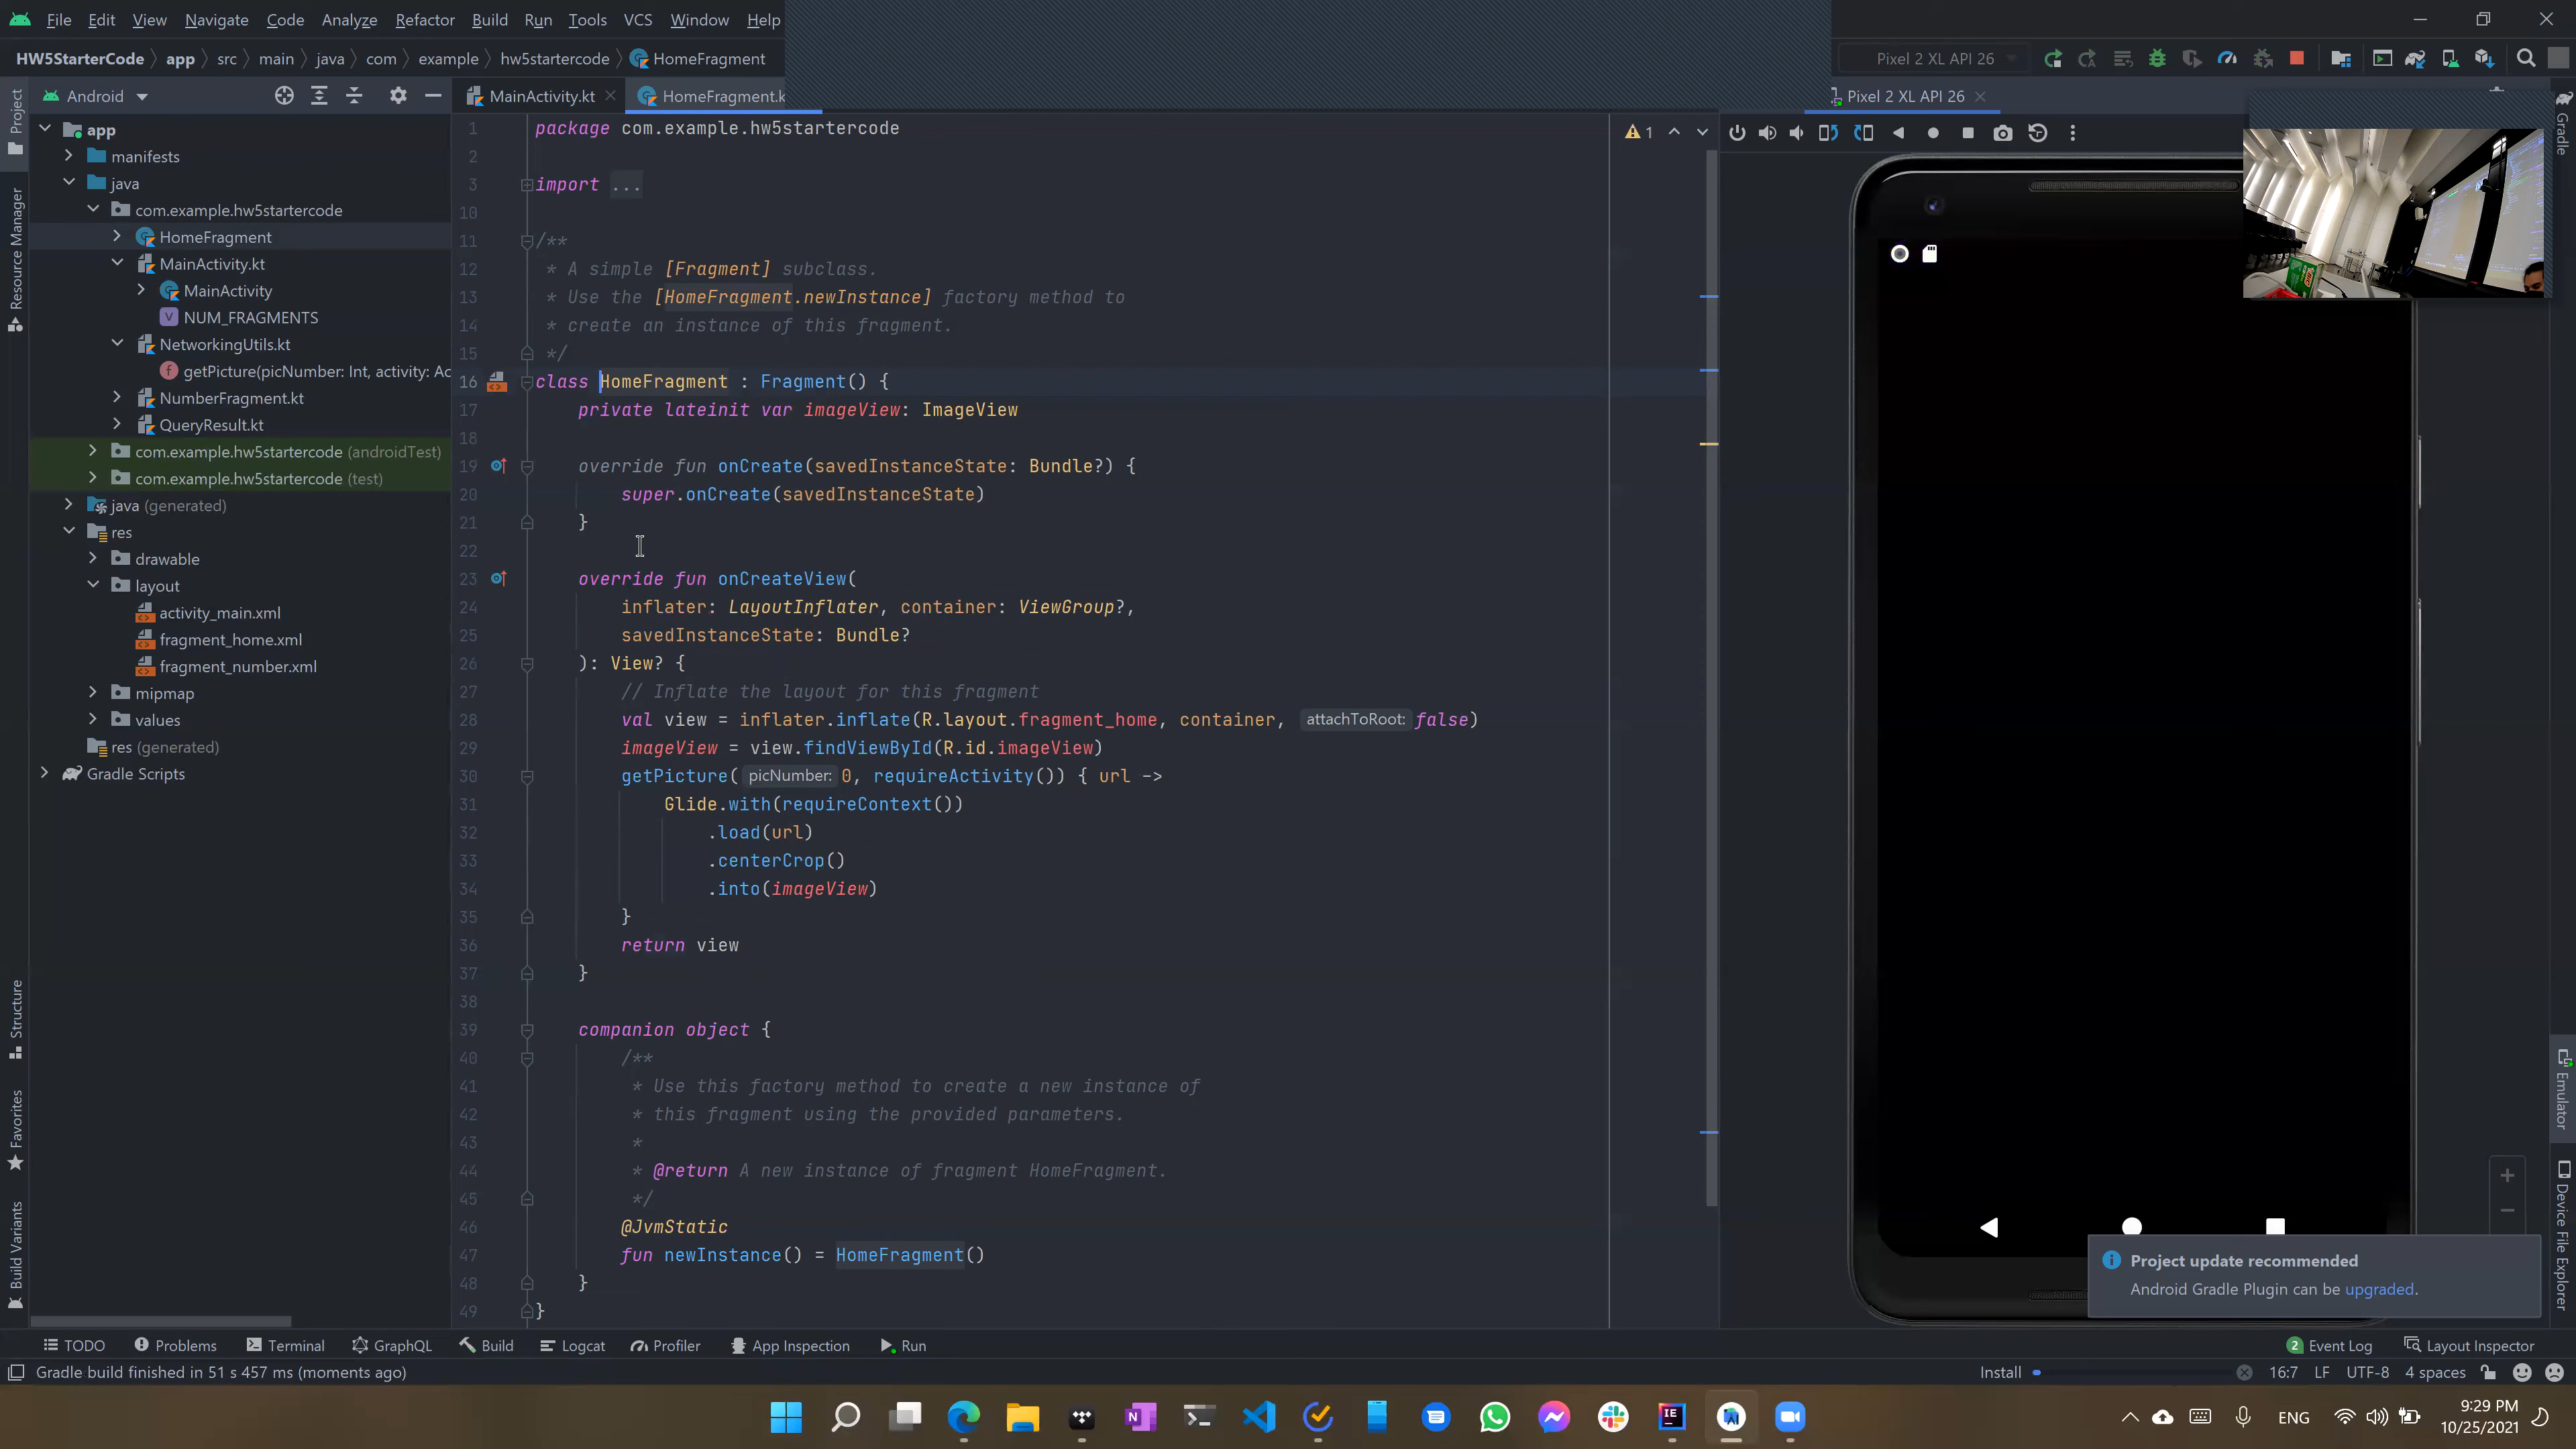 File Edit View Navigate Code Analyze Refactor Build Run Tools VCS Window Help
HW5StarterCode app src main java com example hw5startercode HomeFragment
Pixel 2 XL API 26
Android
MainActivity.kt
HomeFragment.k
Pixel 2 XL API 26
Project
Resource Manager
Structure
Favorites
Build Variants
app
manifests
java
com.example.hw5startercode
HomeFragment
MainActivity.kt
MainActivity
NUM_FRAGMENTS
NetworkingUtils.kt
getPicture(picNumber: Int, activity: Ac
NumberFragment.kt
QueryResult.kt
com.example.hw5startercode (androidTest)
com.example.hw5startercode (test)
java (generated)
res
drawable
layout
activity_main.xml
fragment_home.xml
fragment_number.xml
mipmap
values
res (generated)
Gradle Scripts
1 package com.example.hw5startercode
2
3 import ...
10
11 /**
12 * A simple [Fragment] subclass.
13 * Use the [HomeFragment.newInstance] factory method to
14 * create an instance of this fragment.
15 */
16 class HomeFragment : Fragment() {
17 private lateinit var imageView: ImageView
18
19 override fun onCreate(savedInstanceState: Bundle?) {
20 super.onCreate(savedInstanceState)
21 }
22
23 override fun onCreateView(
24 inflater: LayoutInflater, container: ViewGroup?,
25 savedInstanceState: Bundle?
26 ): View? {
27 // Inflate the layout for this fragment
28 val view = inflater.inflate(R.layout.fragment_home, container, attachToRoot: false)
29 imageView = view.findViewById(R.id.imageView)
30 getPicture( picNumber: 0, requireActivity()) { url ->
31 Glide.with(requireContext())
32 .load(url)
33 .centerCrop()
34 .into(imageView)
35 }
36 return view
37 }
38
39 companion object {
40 /**
41 * Use this factory method to create a new instance of
42 * this fragment using the provided parameters.
43 *
44 * @return A new instance of fragment HomeFragment.
45 */
46 @JvmStatic
47 fun newInstance() = HomeFragment()
48 }
49 }
1
Gradle
Emulator
Device File Explorer
Project update recommended
Android Gradle Plugin can be upgraded.
TODO Problems Terminal GraphQL Build Logcat Profiler App Inspection Run
2 Event Log Layout Inspector
Gradle build finished in 51 s 457 ms (moments ago)
Install 16:7 LF UTF-8 4 spaces
ENG
9:29 PM
10/25/2021